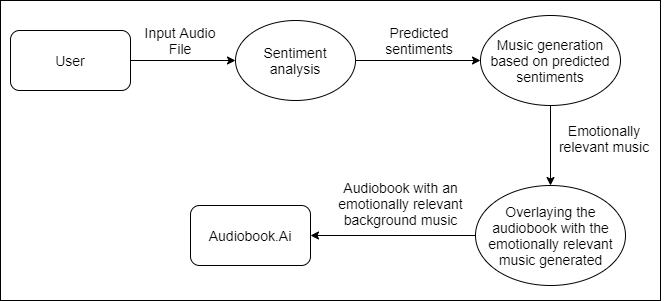 User
Input Audio
File
Sentiment
analysis
Predicted
sentiments
Music generation
based on predicted
sentiments
Emotionally
relevant music
Overlaying the
audiobook with the
emotionally relevant
music generated
Audiobook with an
emotionally relevant
background music
Audiobook.Ai